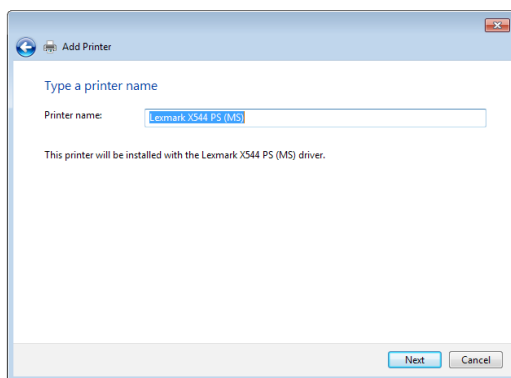 Add Printer
Type a printer name
Printer name: Lexmark X544 PS (MS)
This printer will be installed with the Lexmark X544 PS (MS) driver.
Next Cancel